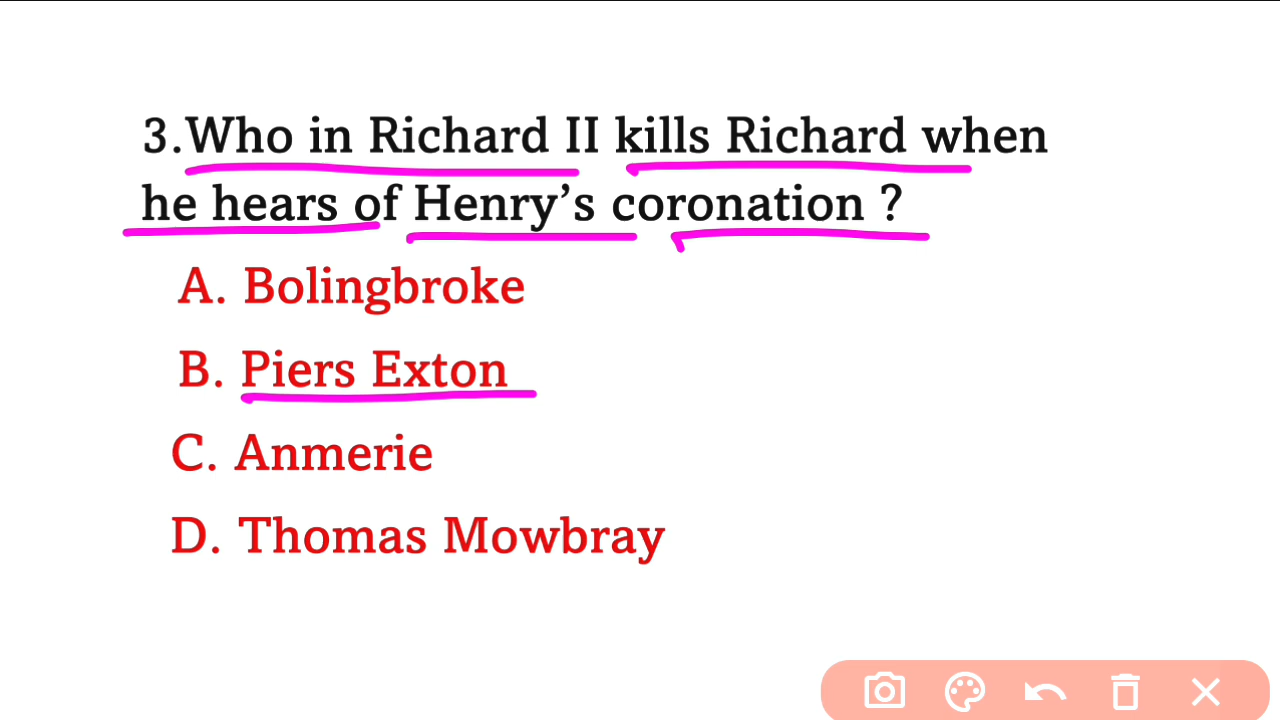 3.Who in Richard II kills Richard when
he hears of Henry’s coronation ?
A. Bolingbroke
B. Piers Exton
C. Anmerie
D. Thomas Mowbray